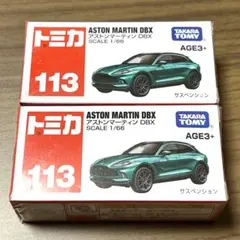 トミカ
ASTON MARTIN DBX
アストンマーティン DBX
SCALE 1/66
TAKARA TOMY
AGE3+
113
サスペンション
トミカ
ASTON MARTIN DBX
アストンマーティン DBX
SCALE 1/66
TAKARA TOMY
AGE3+
113
サスペンション